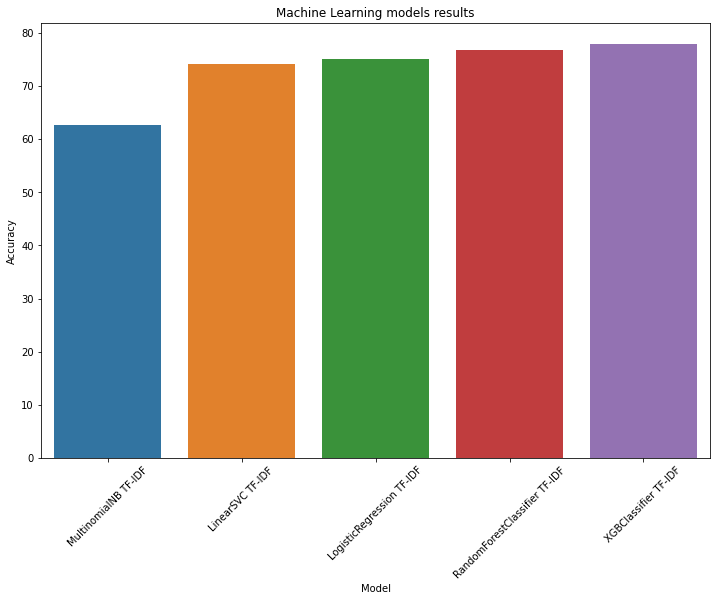 Machine Learning models results
Accuracy
80
70
60
50
40
30
20
10
0
MultinomialNB TF-IDF
LinearSVC TF-IDF
LogisticRegression TF-IDF
RandomForestClassifier TF-IDF
XGBClassifier TF-IDF
Model